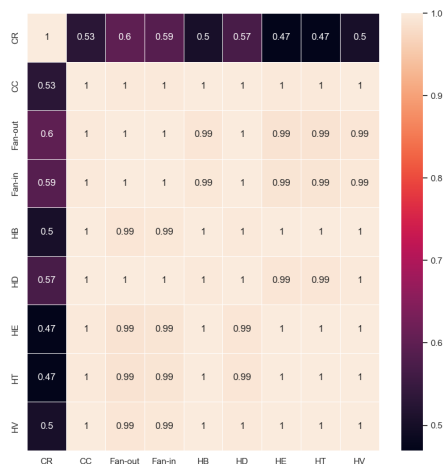 CR 1 0.53 0.6 0.59 0.5 0.57 0.47 0.47 0.5
CC 0.53 1 1 1 1 1 1 1 1
Fan-out 0.6 1 1 1 0.99 1 0.99 0.99 0.99
Fan-in 0.59 1 1 1 0.99 1 0.99 0.99 0.99
HB 0.5 1 0.99 0.99 1 1 1 1 1
HD 0.57 1 1 1 1 1 0.99 0.99 1
HE 0.47 1 0.99 0.99 1 0.99 1 1 1
HT 0.47 1 0.99 0.99 1 0.99 1 1 1
HV 0.5 1 0.99 0.99 1 1 1 1 1
CR CC Fan-out Fan-in HB HD HE HT HV
1.0
0.9
0.8
0.7
0.6
0.5